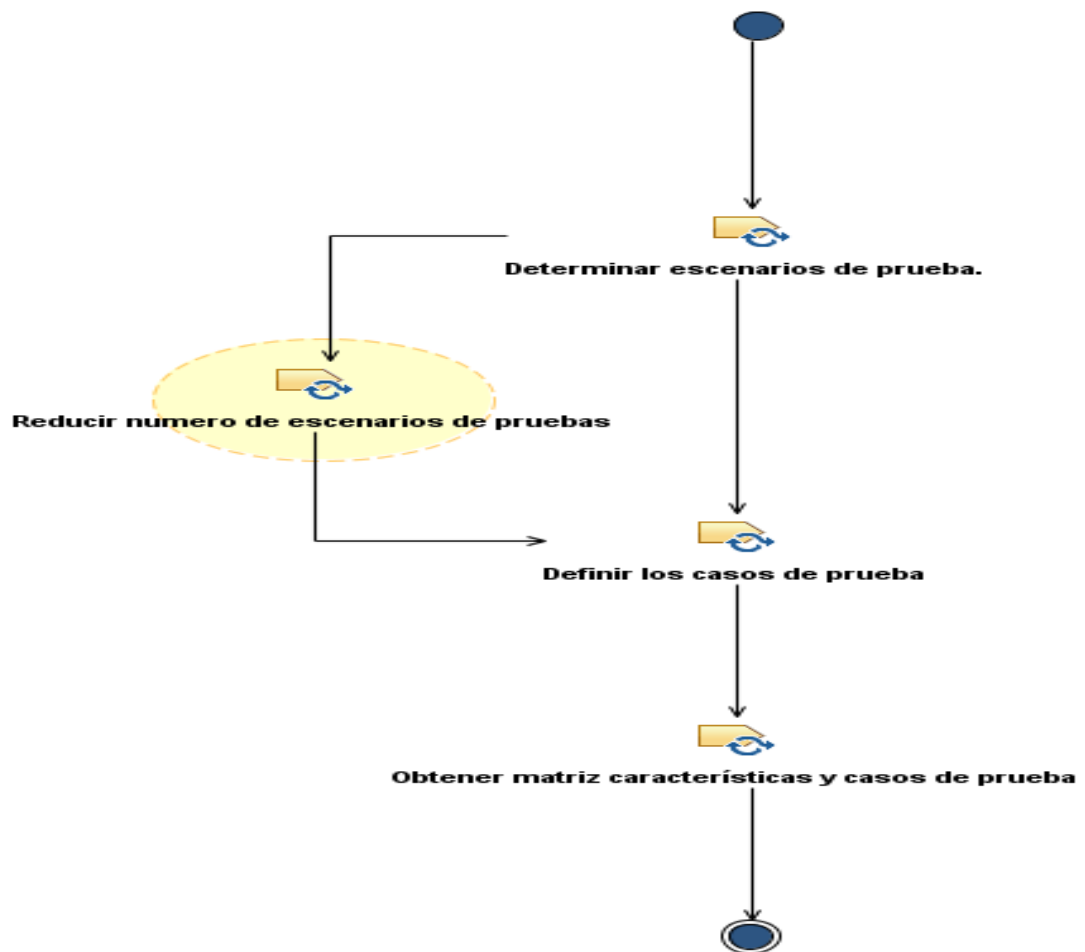 Determinar escenarios de prueba.
Reducir numero de escenarios de pruebas
Definir los casos de prueba
Obtener matriz características y casos de prueba